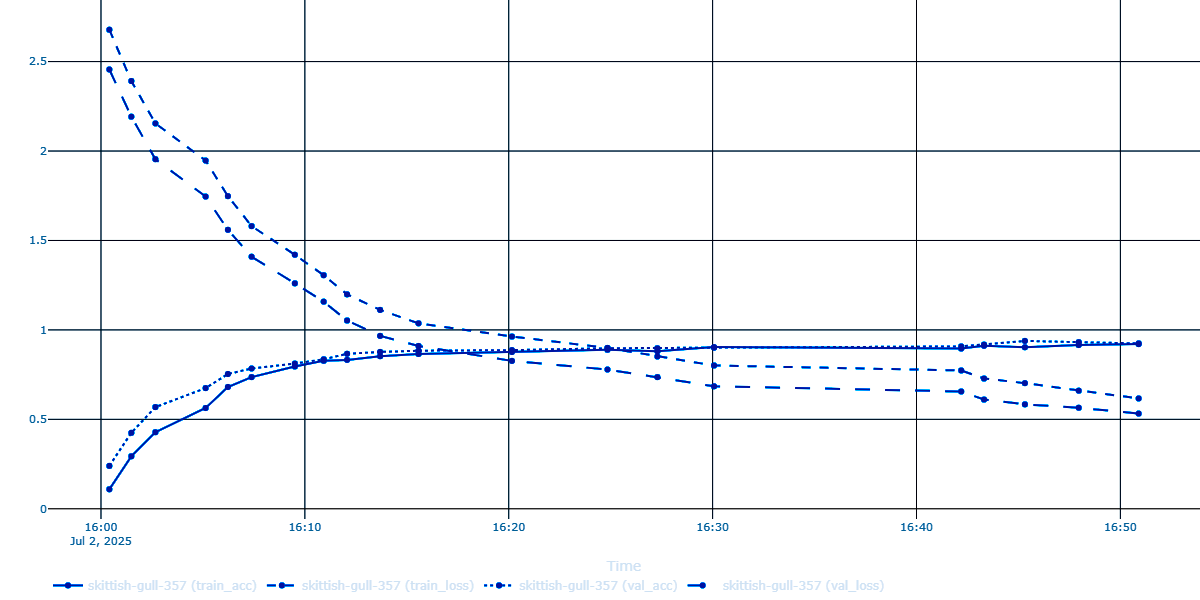 2.5
2
1.5
1
0.5
0
16:00 16:10 16:20 16:30 16:40 16:50
Jul 2, 2025
Time
skittish-gull-357 (train_acc) skittish-gull-357 (train_loss) skittish-gull-357 (val_acc) skittish-gull-357 (val_loss)